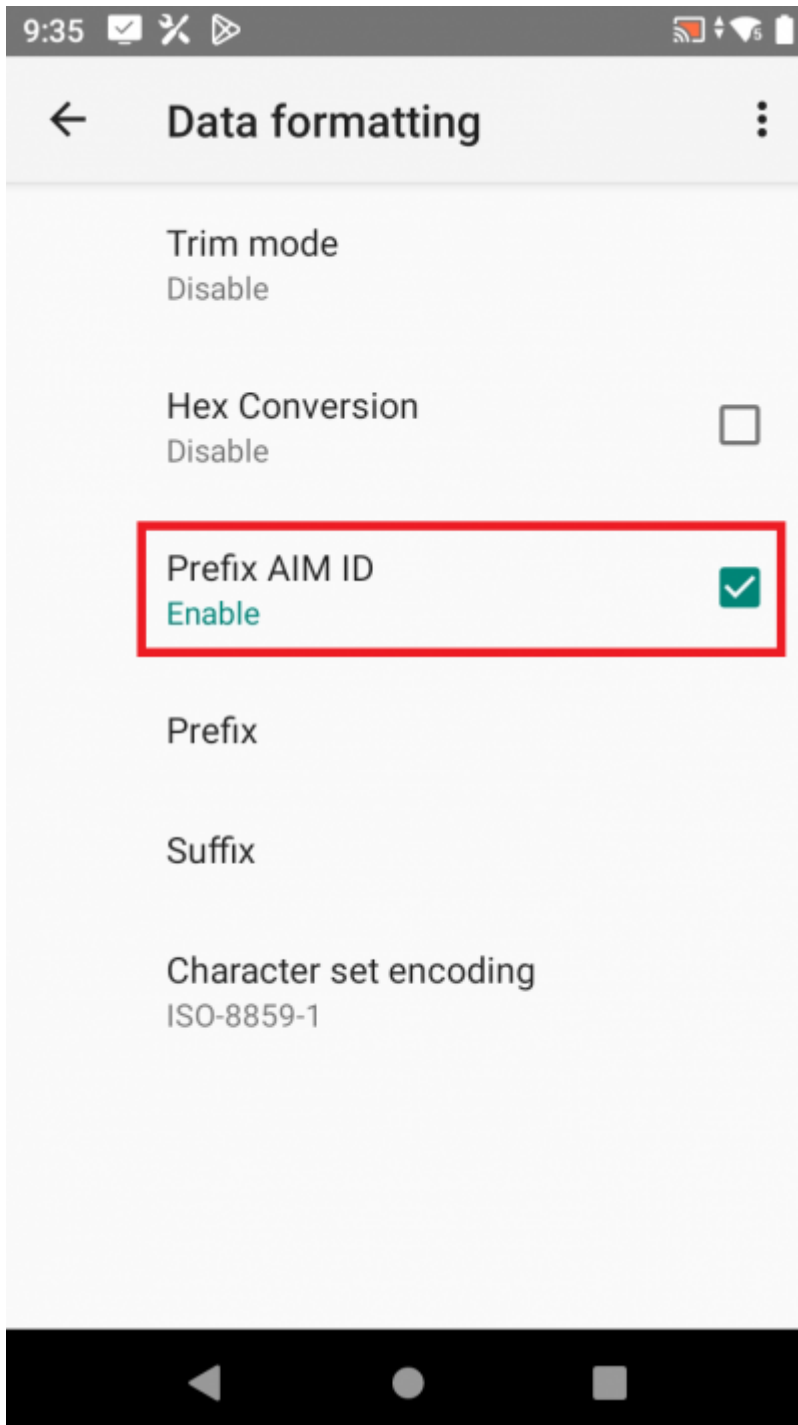 9:35
5
Data formatting
Trim mode
Disable
Hex Conversion
Disable
Prefix AIM ID
Enable
Prefix
Suffix
Character set encoding
ISO-8859-1